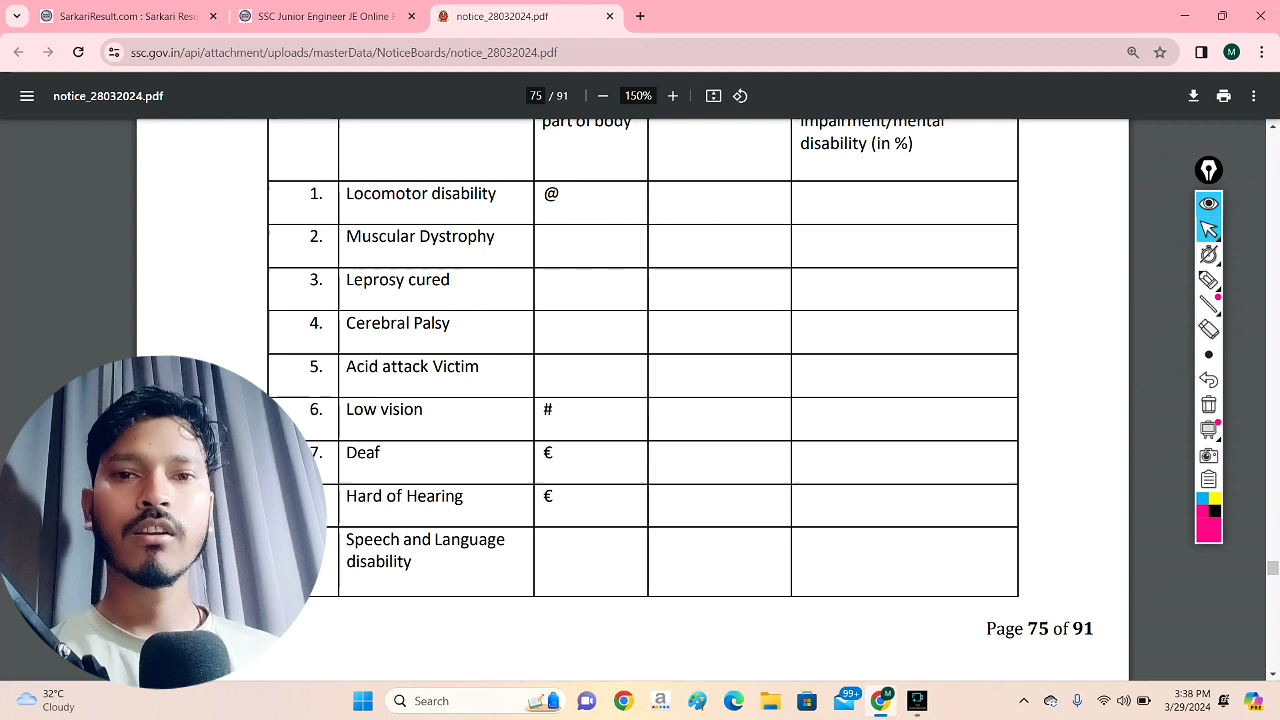 SarkariResult.com : Sarkari Resu
SSC Junior Engineer JE Online F
notice_28032024.pdf
ssc.gov.in/api/attachment/uploads/masterData/NoticeBoards/notice_28032024.pdf
M
notice_28032024.pdf
75 / 91
150%
part of body
impairment/mental
disability (in %)
1. Locomotor disability @
2. Muscular Dystrophy
3. Leprosy cured
4. Cerebral Palsy
5. Acid attack Victim
6. Low vision #
7. Deaf €
Hard of Hearing €
Speech and Language
disability
Page 75 of 91
32°C
Cloudy
Search
99+
M
3:38 PM
3/29/2024